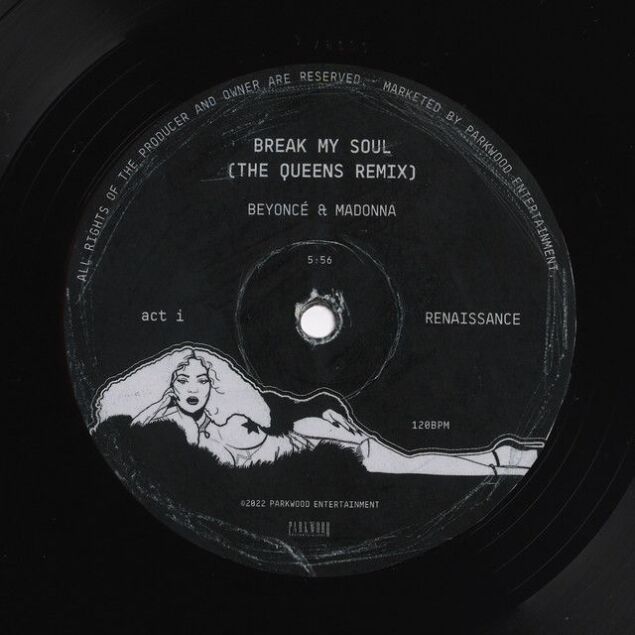 ALL RIGHTS OF THE PRODUCER AND OWNER ARE RESERVED. MARKETED BY PARKWOOD ENTERTAINMENT.
BREAK MY SOUL
(THE QUEENS REMIX)
BEYONCÉ & MADONNA
5:56
act i
RENAISSANCE
120BPM
©2022 PARKWOOD ENTERTAINMENT
PARKWOOD